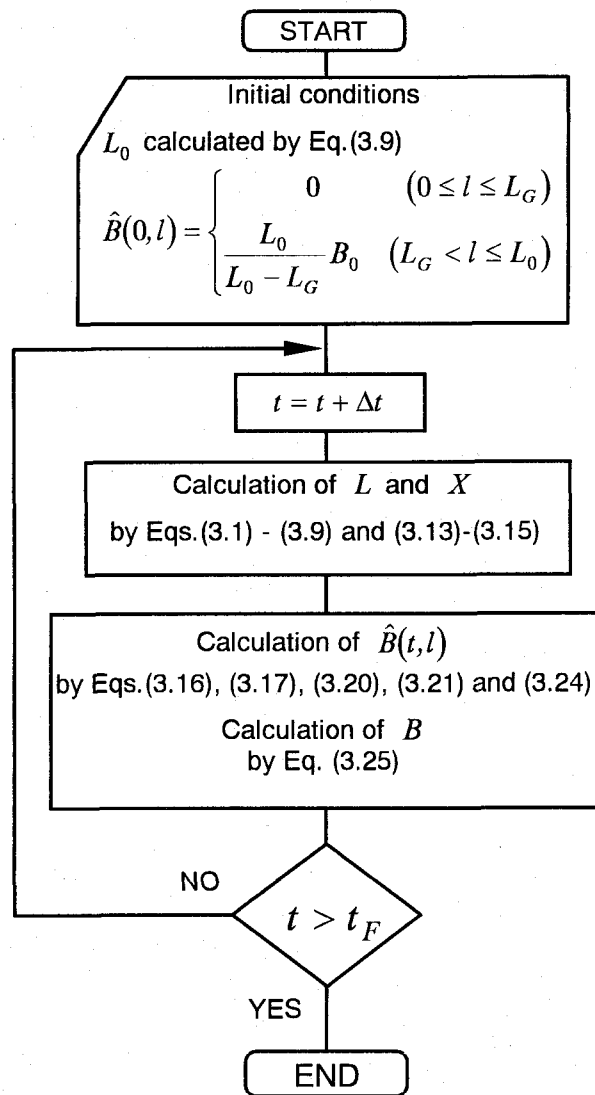 START
Initial conditions
L₀ calculated by Eq.(3.9)
B̂(0,l) = { 0 (0 ≤ l ≤ L_G)
L₀/(L₀ − L_G) B₀ (L_G < l ≤ L₀)
t = t + Δt
Calculation of L and X
by Eqs.(3.1) - (3.9) and (3.13)-(3.15)
Calculation of B̂(t,l)
by Eqs.(3.16), (3.17), (3.20), (3.21) and (3.24)
Calculation of B
by Eq. (3.25)
NO
t > t_F
YES
END